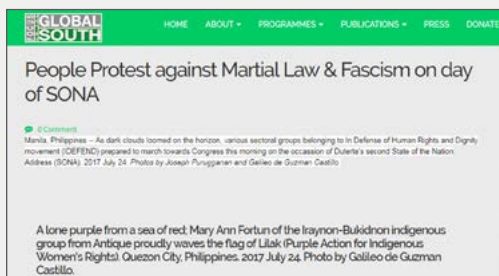 GLOBAL
SOUTH
HOME ABOUT PROGRAMMES PUBLICATIONS PRESS DONATE
People Protest against Martial Law & Fascism on day
of SONA
0 Comment
Manila, Philippines – As dark clouds loomed on the horizon, various sectoral groups belonging to In Defense of Human Rights and Dignity
movement (iDEFEND) prepared to march towards Congress this morning on the occassion of Duterte's second State of the Nation
Address (SONA). 2017 July 24. Photos by Joseph Purugganan and Galileo de Guzman Castillo
A lone purple from a sea of red; Mary Ann Fortun of the Iraynon-Bukidnon indigenous
group from Antique proudly waves the flag of Lilak (Purple Action for Indigenous
Women's Rights). Quezon City, Philippines. 2017 July 24. Photo by Galileo de Guzman
Castillo.